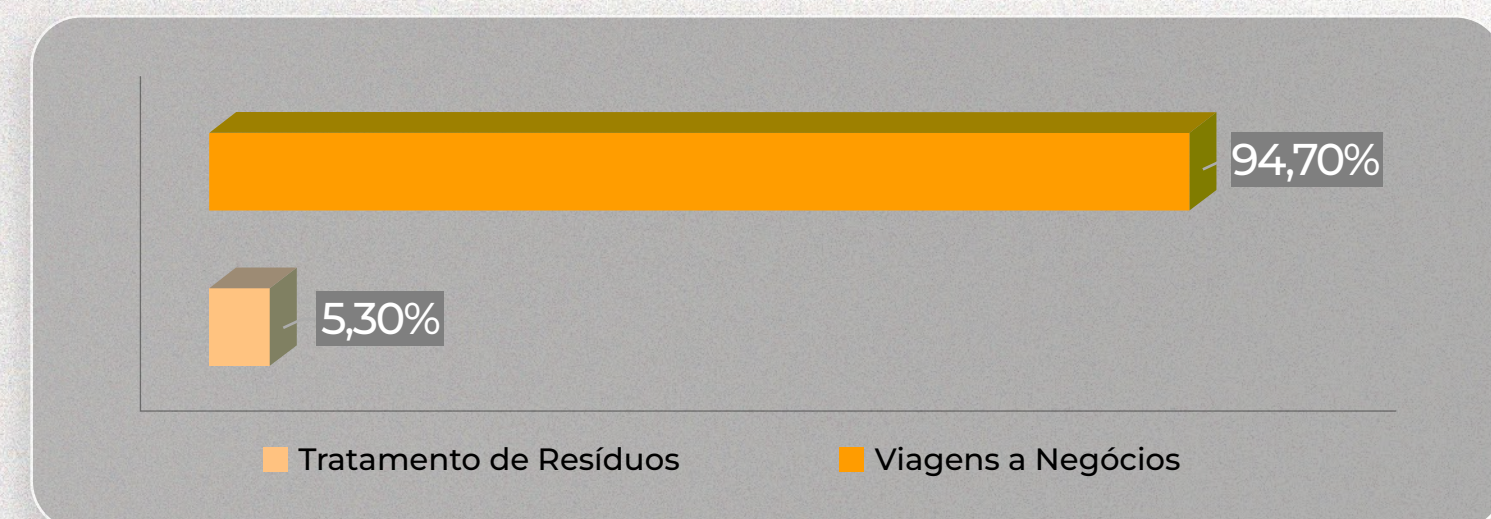 94,70%
5,30%
Tratamento de Resíduos
Viagens a Negócios